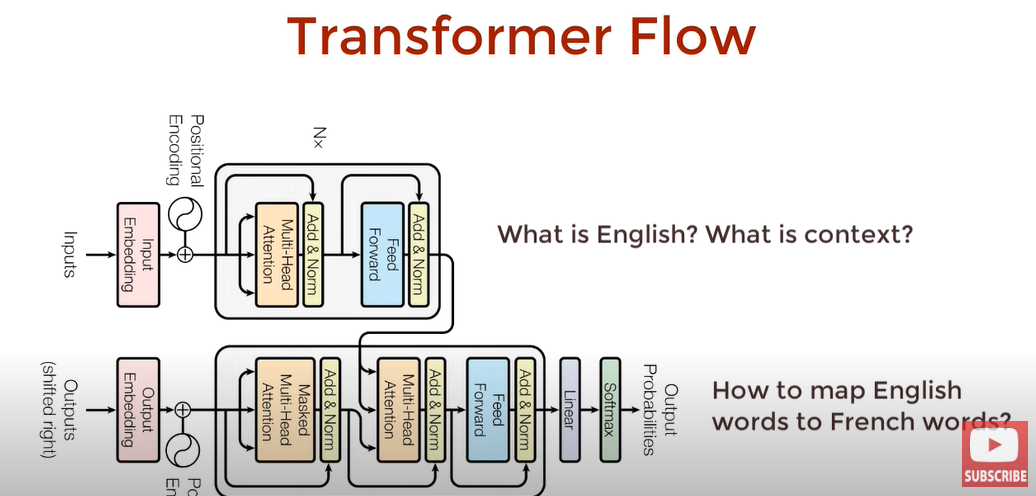 Transformer Flow
Positional
Encoding
Nx
Inputs
Input
Embedding
Multi-Head
Attention
Add & Norm
Feed
Forward
Add & Norm
What is English? What is context?
Outputs
(shifted right)
Output
Embedding
Masked
Multi-Head
Attention
Add & Norm
Multi-Head
Attention
Add & Norm
Feed
Forward
Add & Norm
Linear
Softmax
Output
Probabilities
How to map English
words to French words?
SUBSCRIBE